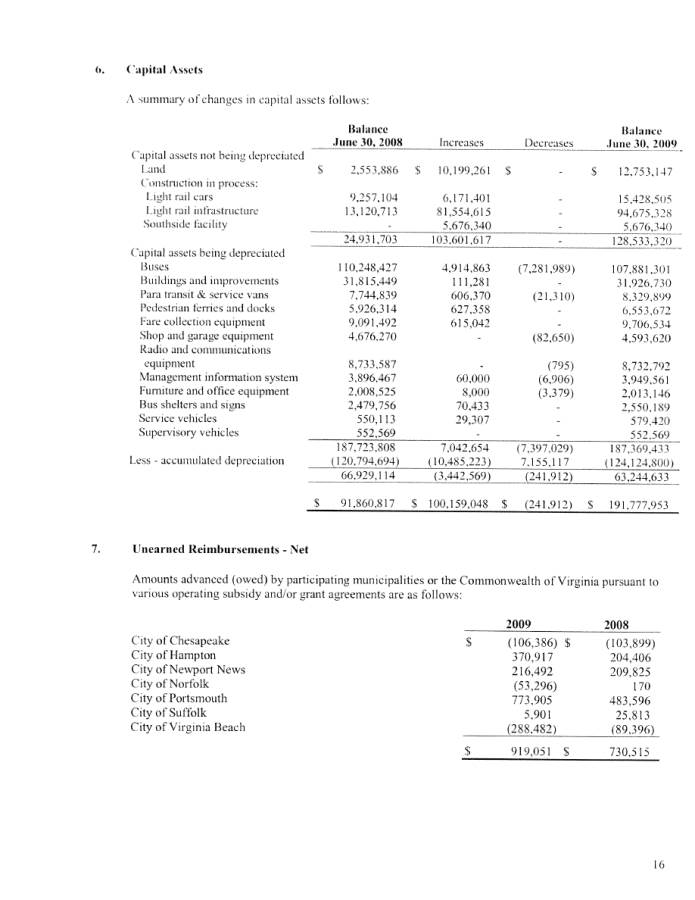 6. Capital Assets
A summary of changes in capital assets follows:
Balance Balance
June 30, 2008 Increases Decreases June 30, 2009
Capital assets not being depreciated
Land $ 2,553,886 $ 10,199,261 $ - $ 12,753,147
Construction in process:
Light rail cars 9,257,104 6,171,401 - 15,428,505
Light rail infrastructure 13,120,713 81,554,615 - 94,675,328
Southside facility - 5,676,340 - 5,676,340
24,931,703 103,601,617 - 128,533,320
Capital assets being depreciated
Buses 110,248,427 4,914,863 (7,281,989) 107,881,301
Buildings and improvements 31,815,449 111,281 - 31,926,730
Para transit & service vans 7,744,839 606,370 (21,310) 8,329,899
Pedestrian ferries and docks 5,926,314 627,358 - 6,553,672
Fare collection equipment 9,091,492 615,042 - 9,706,534
Shop and garage equipment 4,676,270 - (82,650) 4,593,620
Radio and communications
equipment 8,733,587 - (795) 8,732,792
Management information system 3,896,467 60,000 (6,906) 3,949,561
Furniture and office equipment 2,008,525 8,000 (3,379) 2,013,146
Bus shelters and signs 2,479,756 70,433 - 2,550,189
Service vehicles 550,113 29,307 - 579,420
Supervisory vehicles 552,569 - - 552,569
187,723,808 7,042,654 (7,397,029) 187,369,433
Less - accumulated depreciation (120,794,694) (10,485,223) 7,155,117 (124,124,800)
66,929,114 (3,442,569) (241,912) 63,244,633
$ 91,860,817 $ 100,159,048 $ (241,912) $ 191,777,953
7. Unearned Reimbursements - Net
Amounts advanced (owed) by participating municipalities or the Commonwealth of Virginia pursuant to
various operating subsidy and/or grant agreements are as follows:
2009 2008
City of Chesapeake $ (106,386) $ (103,899)
City of Hampton 370,917 204,406
City of Newport News 216,492 209,825
City of Norfolk (53,296) 170
City of Portsmouth 773,905 483,596
City of Suffolk 5,901 25,813
City of Virginia Beach (288,482) (89,396)
$ 919,051 $ 730,515
16